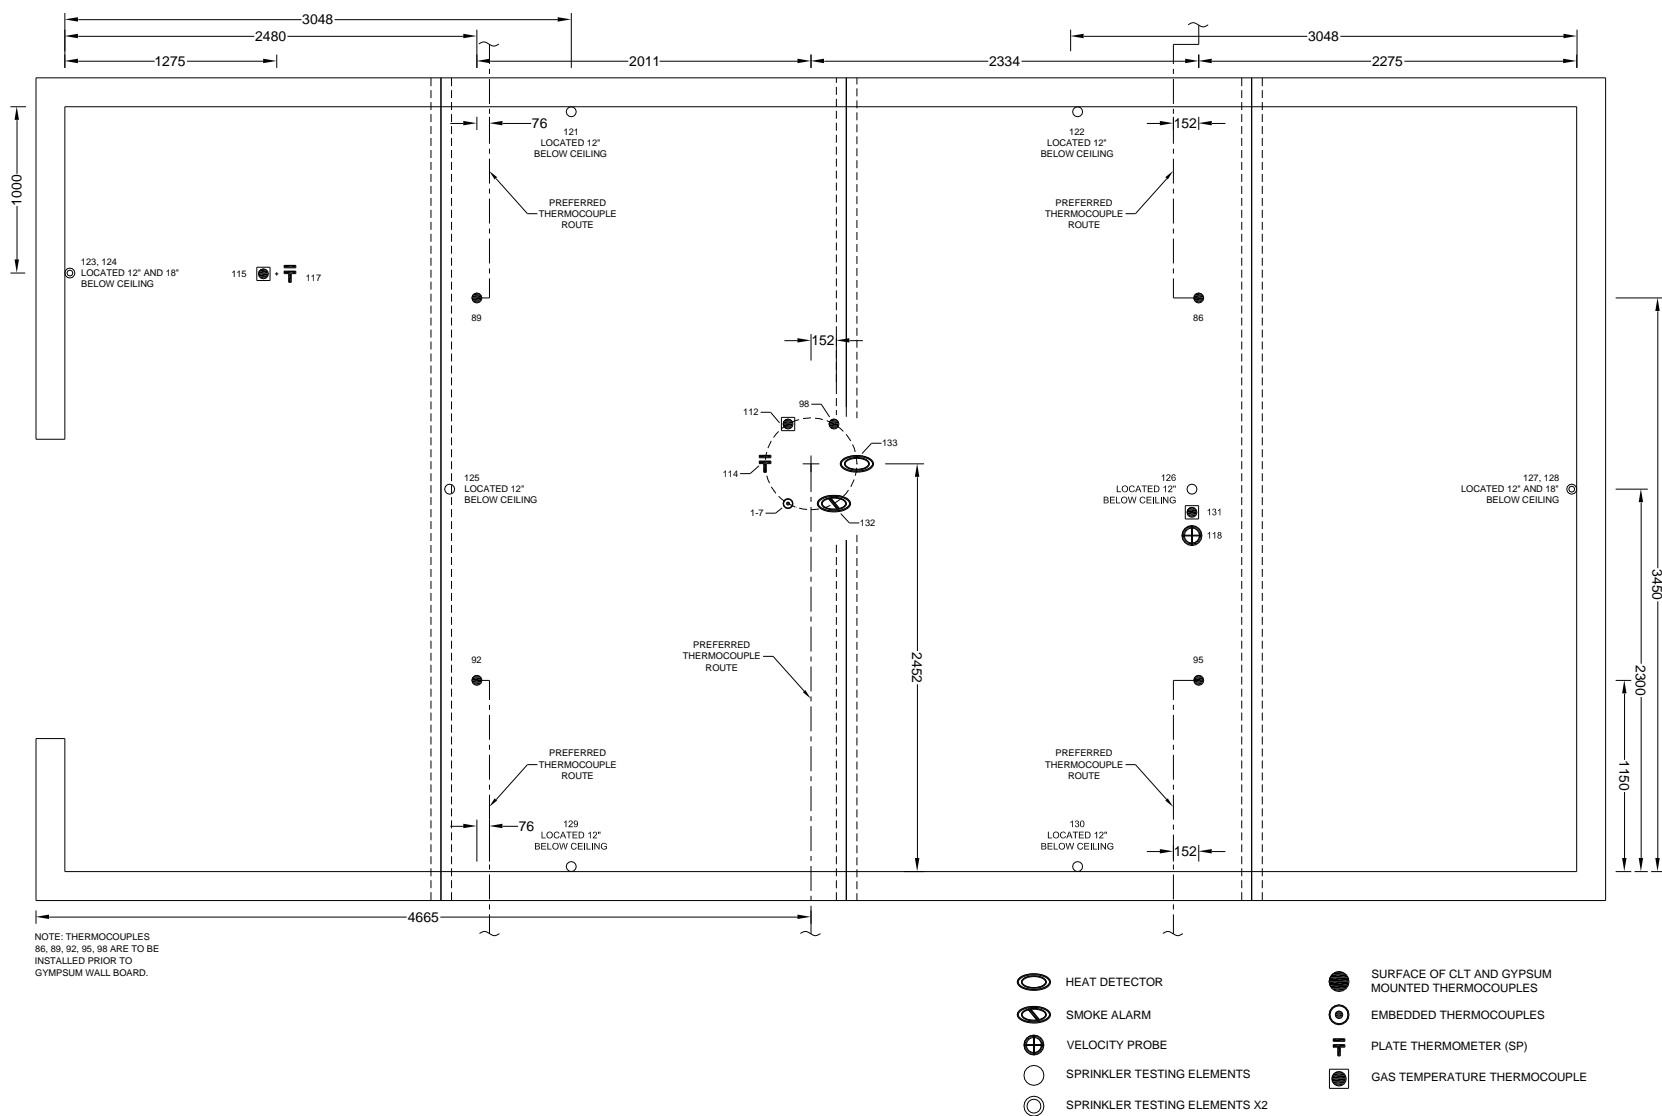 3048
2480
3048
1275
2011
2334
2275
76
152
121
LOCATED 12"
BELOW CEILING
122
LOCATED 12"
BELOW CEILING
1000
PREFERRED
THERMOCOUPLE
ROUTE
PREFERRED
THERMOCOUPLE
ROUTE
123, 124
LOCATED 12" AND 18"
BELOW CEILING
115
117
89
86
152
98
112
133
114
125
LOCATED 12"
BELOW CEILING
1-7
132
126
LOCATED 12"
BELOW CEILING
131
118
127, 128
LOCATED 12" AND 18"
BELOW CEILING
3450
2452
2300
1150
PREFERRED
THERMOCOUPLE
ROUTE
92
95
PREFERRED
THERMOCOUPLE
ROUTE
PREFERRED
THERMOCOUPLE
ROUTE
76
129
LOCATED 12"
BELOW CEILING
130
LOCATED 12"
BELOW CEILING
152
4665
NOTE: THERMOCOUPLES
86, 89, 92, 95, 98 ARE TO BE
INSTALLED PRIOR TO
GYMPSUM WALL BOARD.
HEAT DETECTOR
SMOKE ALARM
VELOCITY PROBE
SPRINKLER TESTING ELEMENTS
SPRINKLER TESTING ELEMENTS X2
SURFACE OF CLT AND GYPSUM
MOUNTED THERMOCOUPLES
EMBEDDED THERMOCOUPLES
PLATE THERMOMETER (SP)
GAS TEMPERATURE THERMOCOUPLE